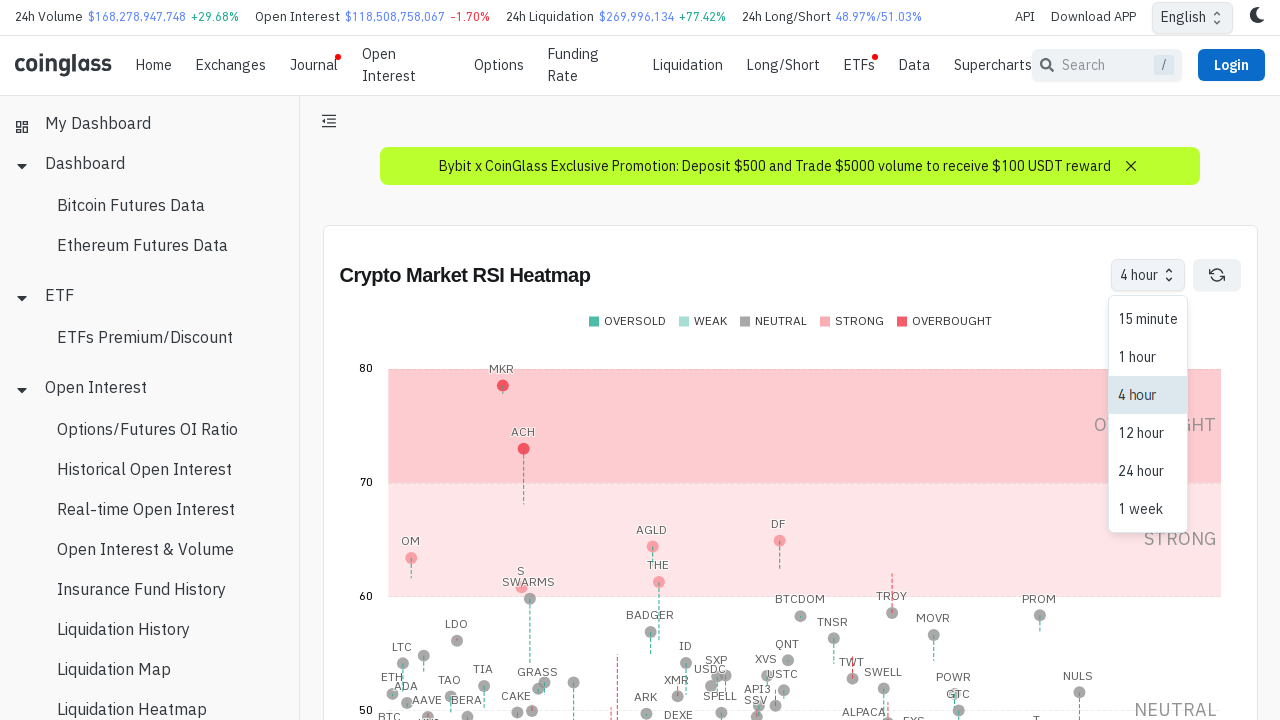 24h Volume $168,278,947,748 +29.68% Open Interest $118,508,758,067 -1.70% 24h Liquidation $269,996,134 +77.42% 24h Long/Short 48.97%/51.03% API Download APP English
coinglass Home Exchanges Journal Open Interest Options Funding Rate Liquidation Long/Short ETFs Data Supercharts Search / Login
My Dashboard
Dashboard
Bitcoin Futures Data
Ethereum Futures Data
ETF
ETFs Premium/Discount
Open Interest
Options/Futures OI Ratio
Historical Open Interest
Real-time Open Interest
Open Interest & Volume
Insurance Fund History
Liquidation History
Liquidation Map
Liquidation Heatmap
Bybit x CoinGlass Exclusive Promotion: Deposit $500 and Trade $5000 volume to receive $100 USDT reward
Crypto Market RSI Heatmap
4 hour
15 minute
1 hour
4 hour
12 hour
24 hour
1 week
OVERSOLD WEAK NEUTRAL STRONG OVERBOUGHT
80
MKR
ACH
70
STRONG
OM
AGLD
DF
THE
S
SWARMS
60
TROY
BTCDOM
PROM
BADGER
MOVR
LDO
TNSR
LTC
ID
QNT
SXP
XVS
TWT
ETH
ADA
TAO
TIA
GRASS
USDC
XMR
USTC
SWELL
POWR
NULS
AAVE
BERA
CAKE
ARK
SPELL
API3
SSV
GTC
50
BTC
DEXE
ALPACA
NEUTRAL